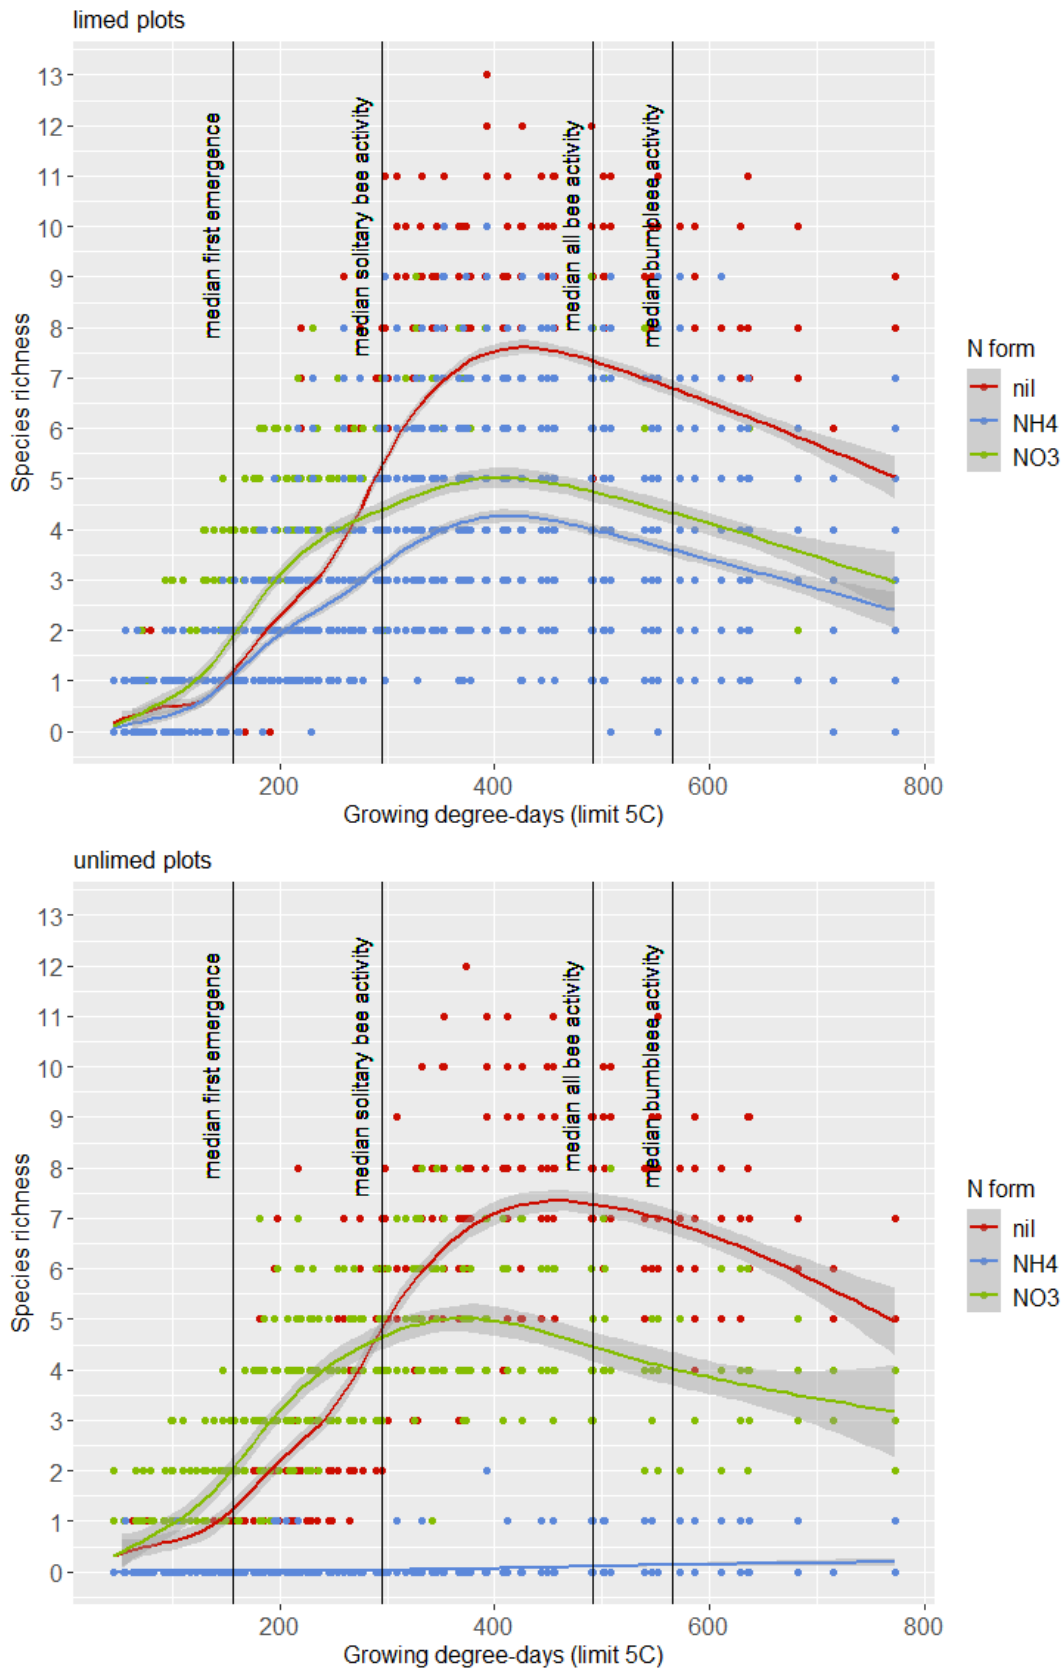 limed plots
13
12
11
10
9
8
7
6
5
4
3
2
1
0
Species richness
median first emergence
median solitary bee activity
median all bee activity
median bumbleee activity
N form
nil
NH4
NO3
200
400
600
800
Growing degree-days (limit 5C)
unlimed plots
13
12
11
10
9
8
7
6
5
4
3
2
1
0
Species richness
median first emergence
median solitary bee activity
median all bee activity
median bumbleee activity
N form
nil
NH4
NO3
200
400
600
800
Growing degree-days (limit 5C)